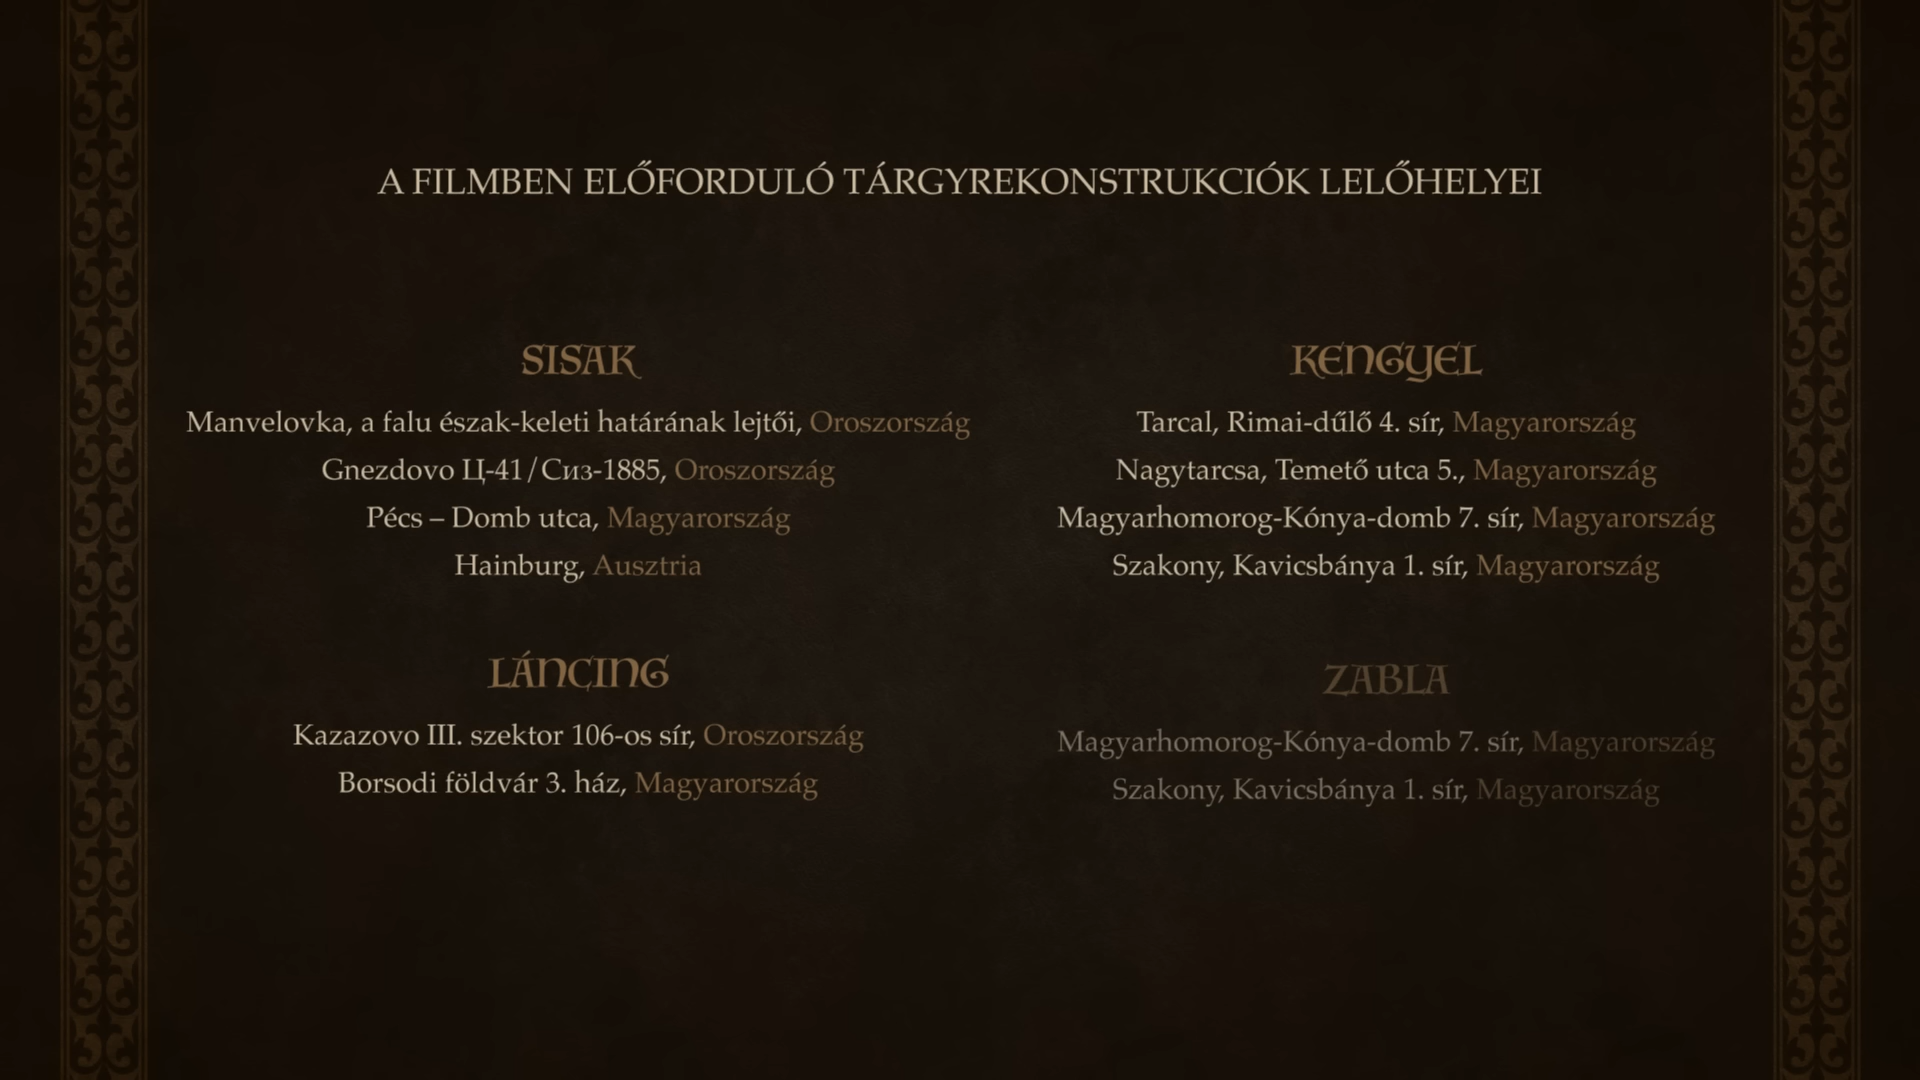 A FILMBEN ELŐFORDULÓ TÁRGYREKONSTRUKCIÓK LELŐHELYEI
SISAK
Manvelovka, a falu észak-keleti határának lejtői, Oroszország
Gnezdovo Ц-41/Сиз-1885, Oroszország
Pécs – Domb utca, Magyarország
Hainburg, Ausztria
LÁNCING
Kazazovo III. szektor 106-os sír, Oroszország
Borsodi földvár 3. ház, Magyarország
KENGYEL
Tarcal, Rimai-dűlő 4. sír, Magyarország
Nagytarcsa, Temető utca 5., Magyarország
Magyarhomorog-Kónya-domb 7. sír, Magyarország
Szakony, Kavicsbánya 1. sír, Magyarország
ZABLA
Magyarhomorog-Kónya-domb 7. sír, Magyarország
Szakony, Kavicsbánya 1. sír, Magyarország